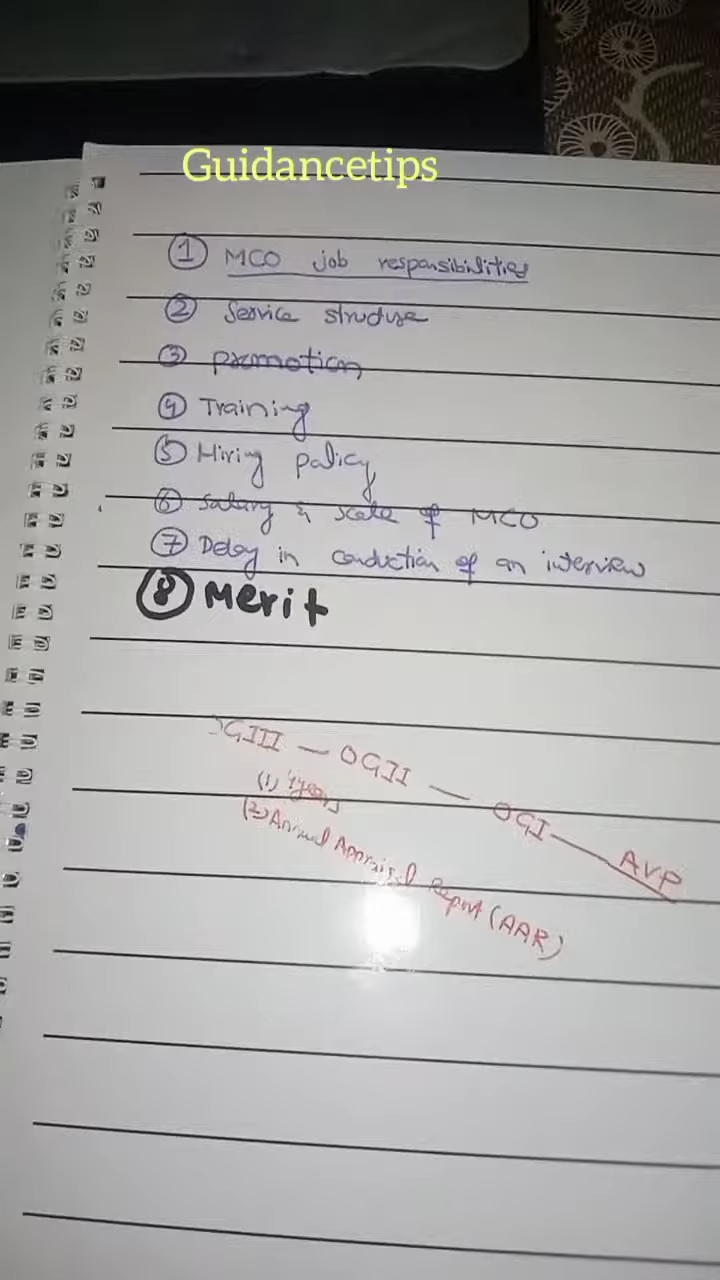 Guidancetips
① MCO job responsibilities
② Service structure
③ promotion
④ Training
⑤ Hiring policy
⑥ Salary & scale of MCO
⑦ Delay in conduction of an interview
⑧ Merit
OGIII — OGII — OGI — AVP
(1) years
(2) Annual Appraisal Report (AAR)